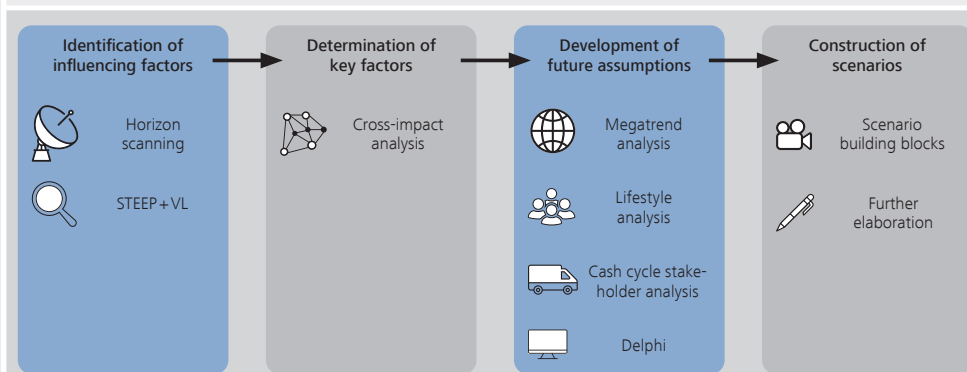 Identification of
influencing factors
Horizon
scanning
STEEP+VL
Determination of
key factors
Cross-impact
analysis
Development of
future assumptions
Megatrend
analysis
Lifestyle
analysis
Cash cycle stake-
holder analysis
Delphi
Construction of
scenarios
Scenario
building blocks
Further
elaboration